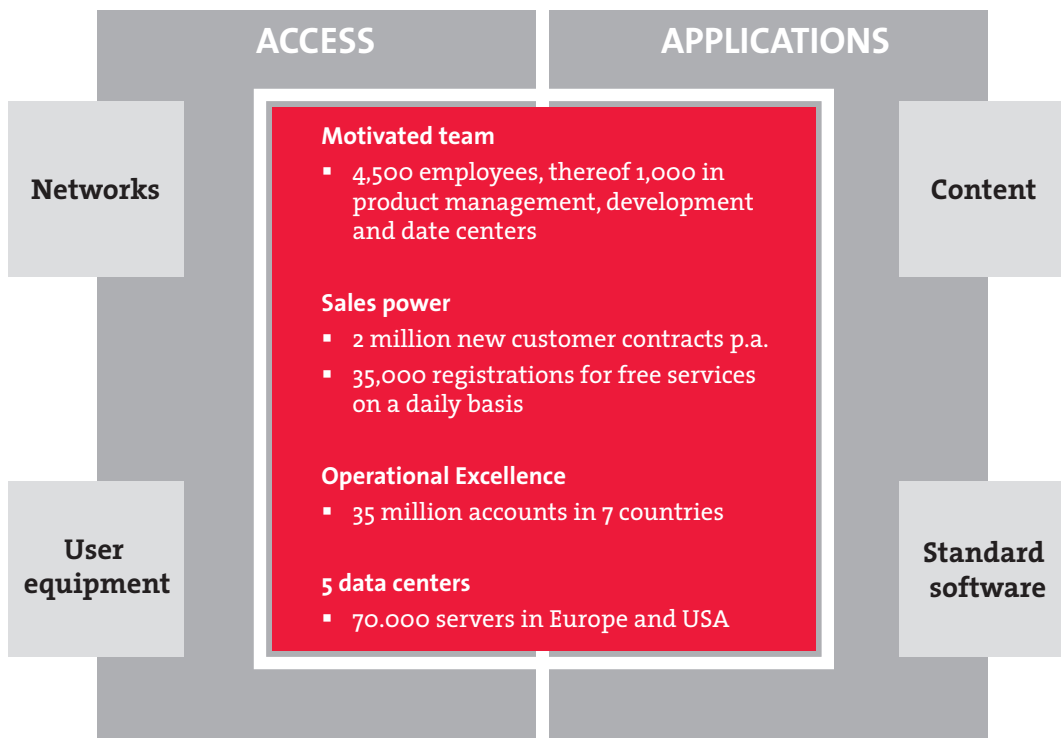 ACCESS
APPLICATIONS
Networks
User
equipment
Motivated team
▪ 4,500 employees, thereof 1,000 in
product management, development
and date centers
Sales power
▪ 2 million new customer contracts p.a.
▪ 35,000 registrations for free services
on a daily basis
Operational Excellence
▪ 35 million accounts in 7 countries
5 data centers
▪ 70.000 servers in Europe and USA
Content
Standard
software